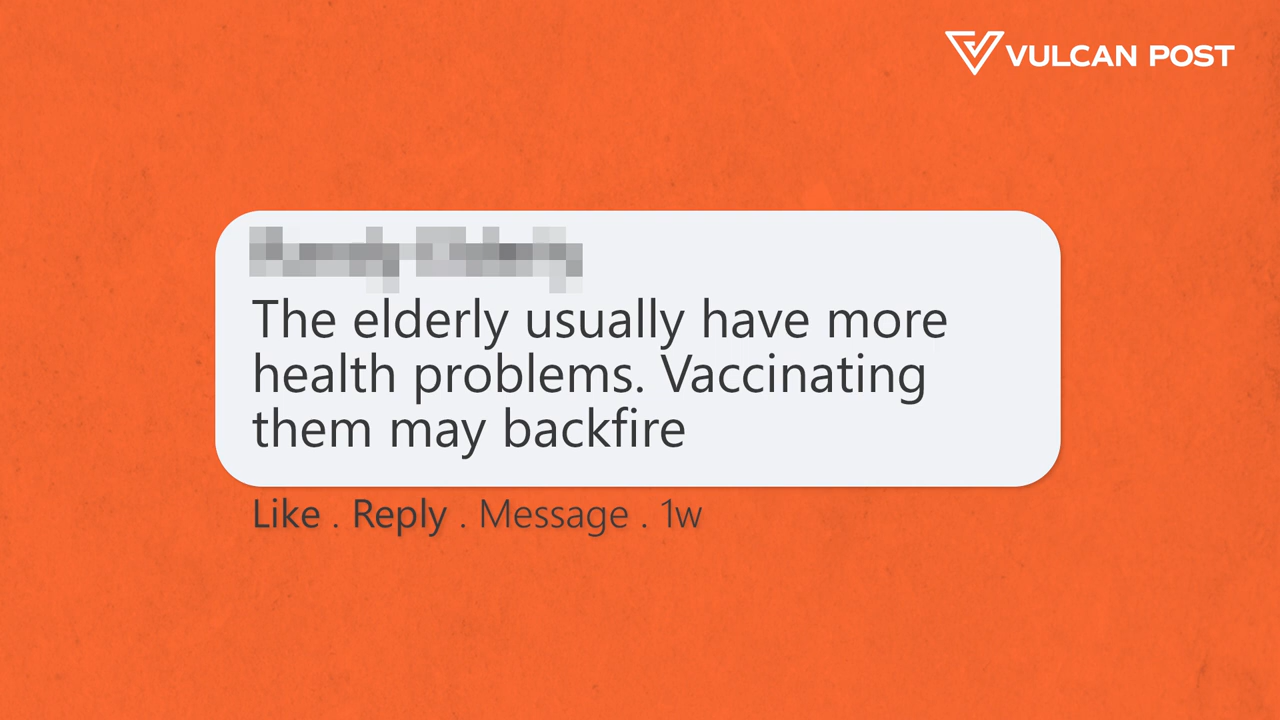 VULCAN POST
The elderly usually have more
health problems. Vaccinating
them may backfire
Like . Reply . Message . 1w